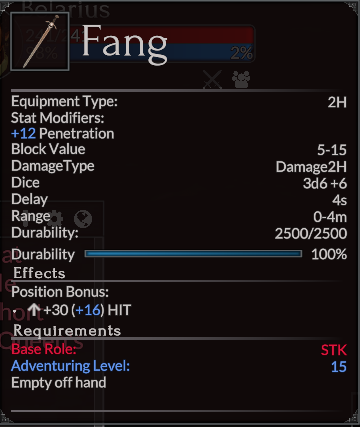 Belarius
Fang
2%
Equipment Type: 2H
Stat Modifiers:
+12 Penetration
Block Value 5-15
DamageType Damage2H
Dice 3d6 +6
Delay 4s
Range 0-4m
Durability: 2500/2500
Durability 100%
Effects
Position Bonus:
+30 (+16) HIT
Requirements
Base Role: STK
Adventuring Level: 15
Empty off hand